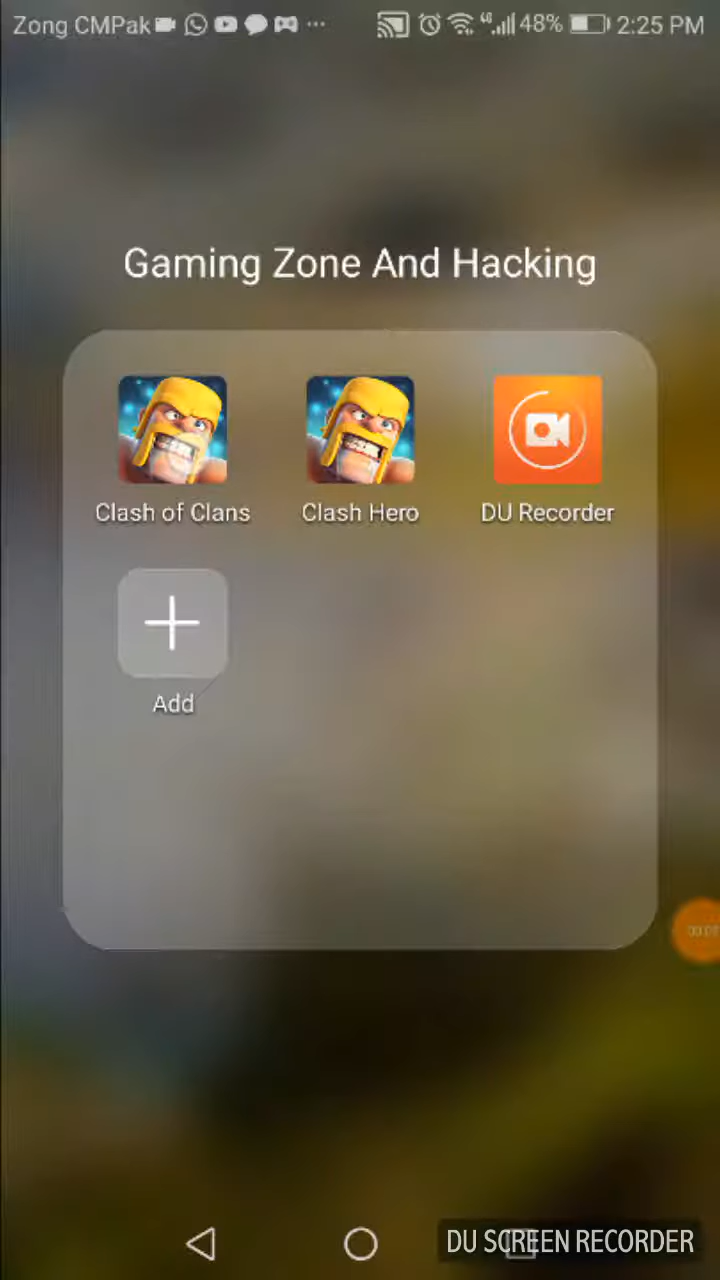 Zong CMPak ... 4G 48% 2:25 PM
Gaming Zone And Hacking
Clash of Clans Clash Hero DU Recorder
Add
DU SCREEN RECORDER